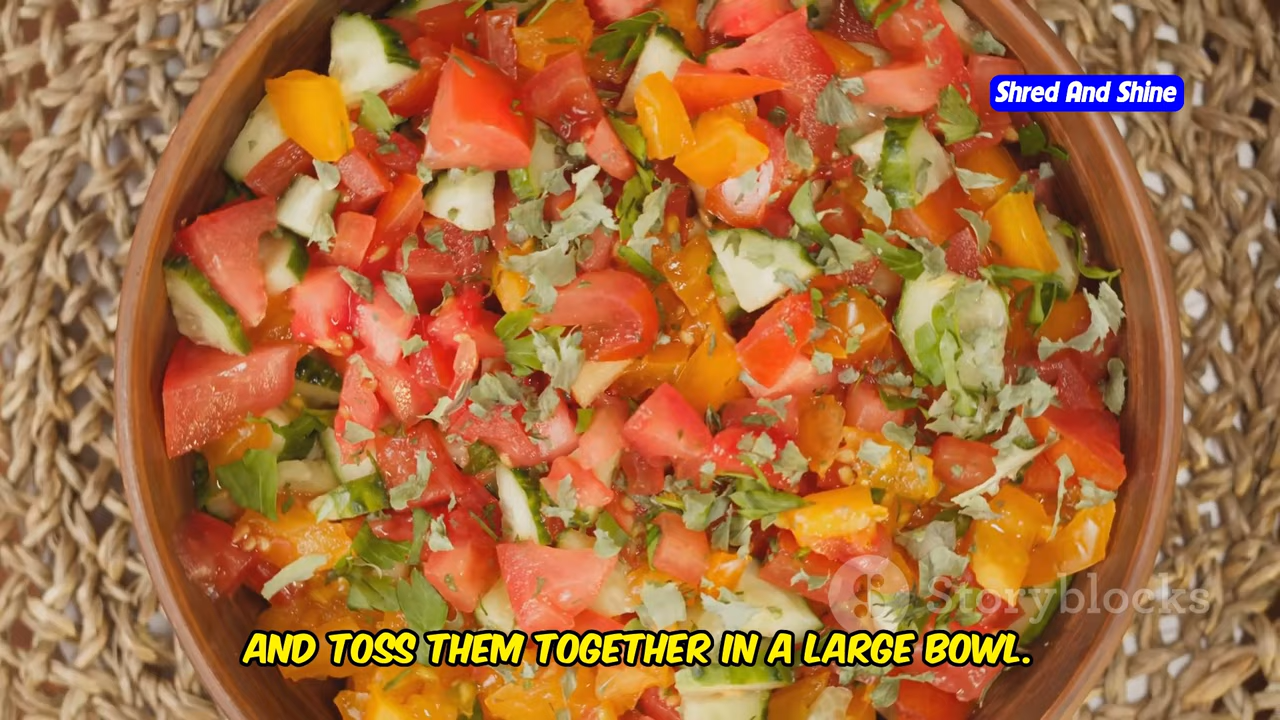 Shred And Shine
Storyblocks
AND TOSS THEM TOGETHER IN A LARGE BOWL.